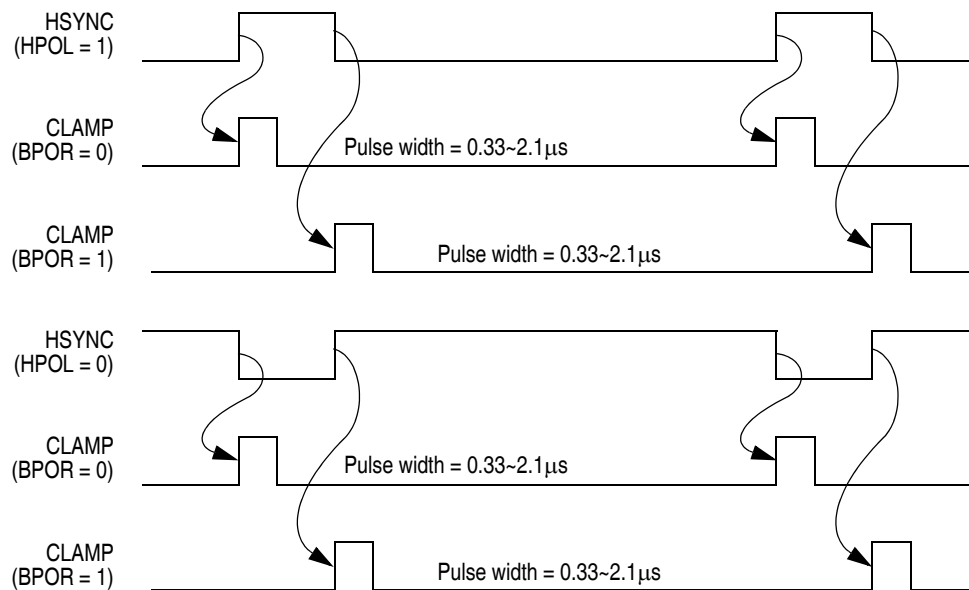 HSYNC
(HPOL = 1)
CLAMP
(BPOR = 0)
Pulse width = 0.33~2.1µs
CLAMP
(BPOR = 1)
Pulse width = 0.33~2.1µs
HSYNC
(HPOL = 0)
CLAMP
(BPOR = 0)
Pulse width = 0.33~2.1µs
CLAMP
(BPOR = 1)
Pulse width = 0.33~2.1µs